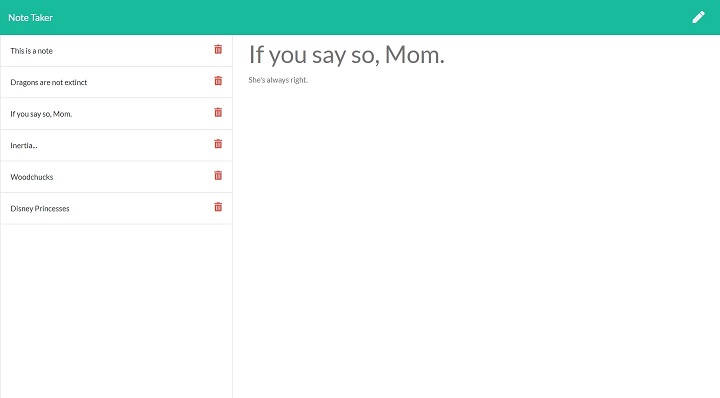 Note Taker
This is a note
Dragons are not extinct
If you say so, Mom.
Inertia...
Woodchucks
Disney Princesses
If you say so, Mom.
She's always right.